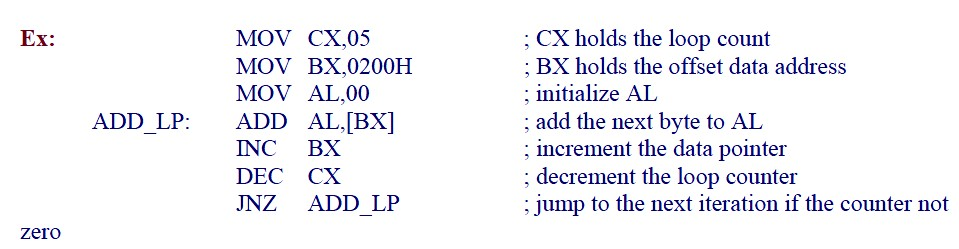 Ex: MOV CX,05 ; CX holds the loop count
MOV BX,0200H ; BX holds the offset data address
MOV AL,00 ; initialize AL
ADD_LP: ADD AL,[BX] ; add the next byte to AL
INC BX ; increment the data pointer
DEC CX ; decrement the loop counter
JNZ ADD_LP ; jump to the next iteration if the counter not
zero